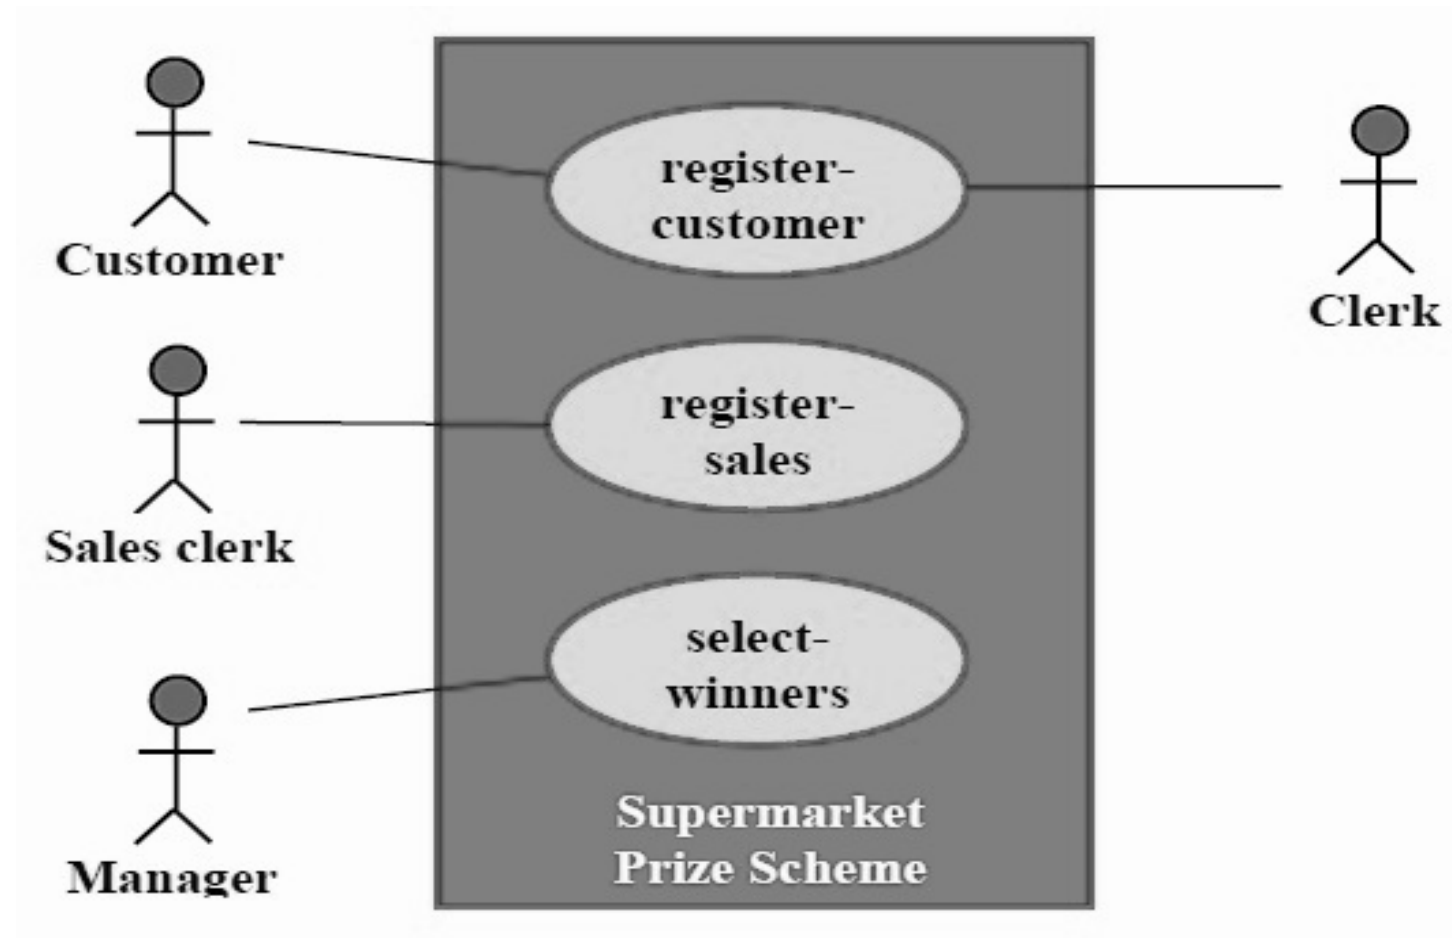 Customer
Sales clerk
Manager
register-
customer
register-
sales
select-
winners
Supermarket
Prize Scheme
Clerk